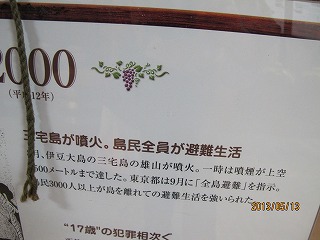 2000
(平成12年)
三宅島が噴火。島民全員が避難生活
月、伊豆大島の三宅島の雄山が噴火。一時は噴煙が上空
500メートルまで達した。東京都は9月に「全島避難」を指示。
島民3000人以上が島を離れての避難生活を強いられた。
"17歳"の犯罪相次ぐ
2013/05/13